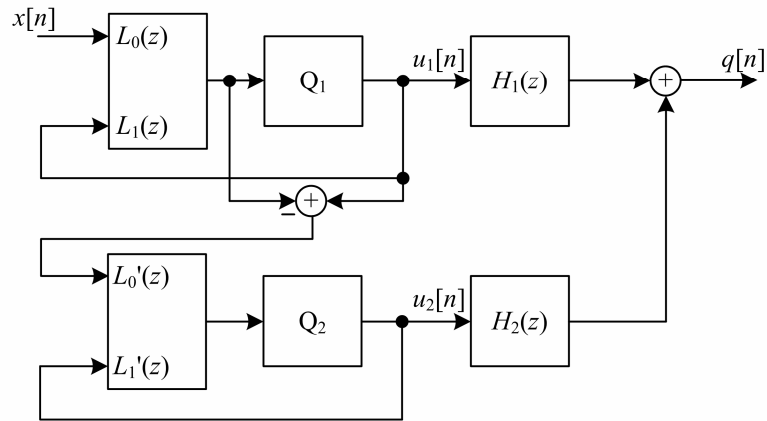 x[n]
L₀(z)
L₁(z)
Q₁
u₁[n]
H₁(z)
+
q[n]
+
−
L₀'(z)
L₁'(z)
Q₂
u₂[n]
H₂(z)